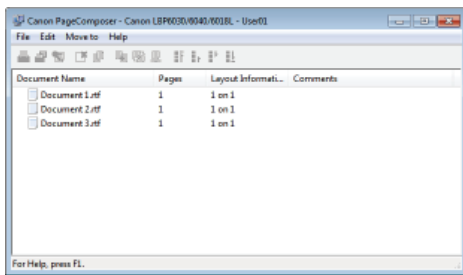 Canon PageComposer - Canon LBP6030/6040/6018L - User01
File Edit Move to Help
Document Name Pages Layout Informati... Comments
Document 1.rtf 1 1 on 1
Document 2.rtf 1 1 on 1
Document 3.rtf 1 1 on 1
For Help, press F1.